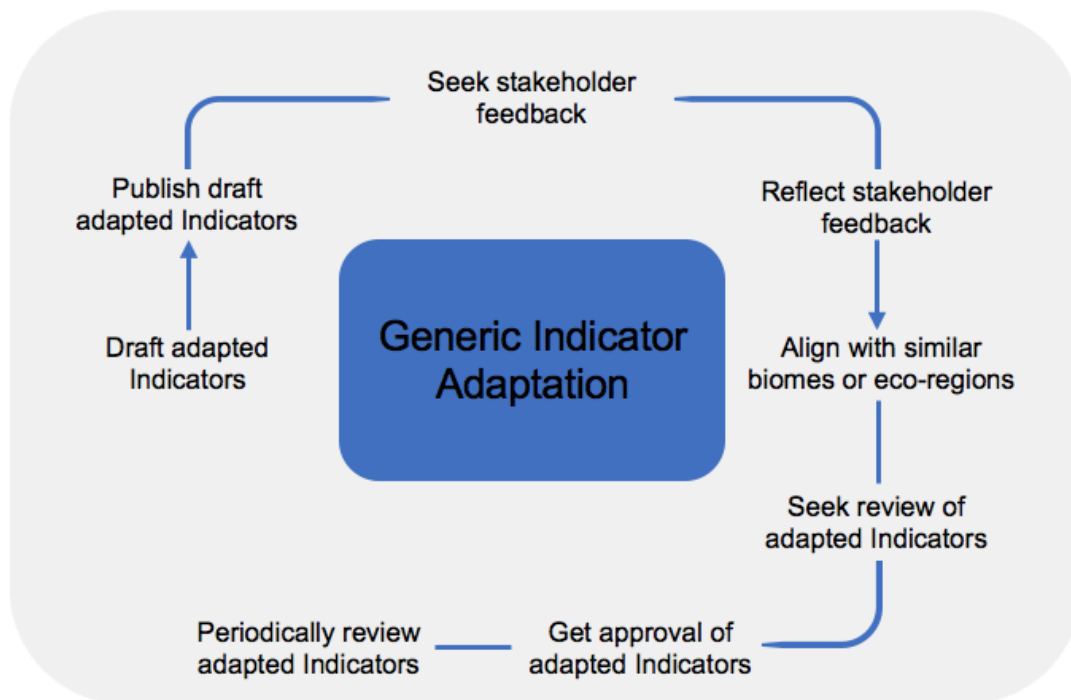 Seek stakeholder
feedback
Publish draft
adapted Indicators
Reflect stakeholder
feedback
Generic Indicator
Adaptation
Draft adapted
Indicators
Align with similar
biomes or eco-regions
Seek review of
adapted Indicators
Periodically review
adapted Indicators
Get approval of
adapted Indicators